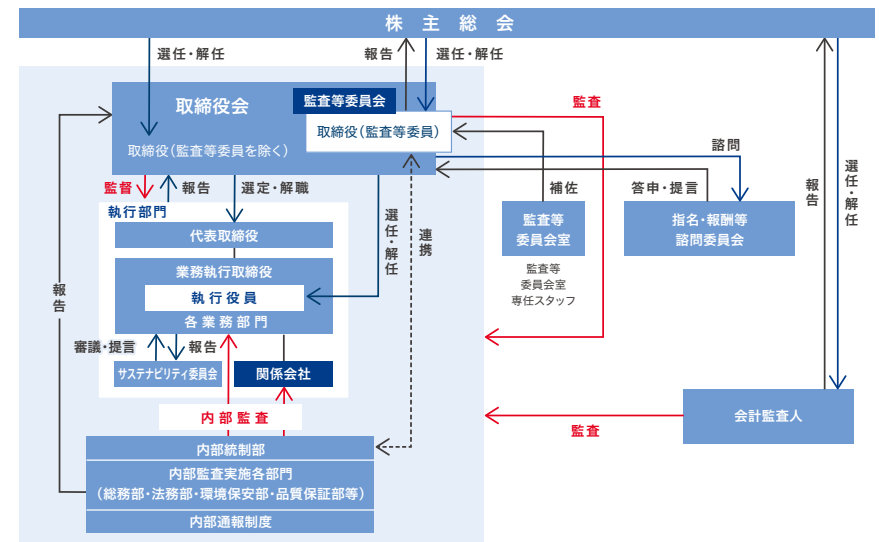 株主総会
選任・解任
報告
選任・解任
取締役会
監査等委員会
取締役（監査等委員）
取締役（監査等委員を除く）
監査
諮問
監督
報告
選定・解職
補佐
答申・提言
報告
選任・解任
執行部門
選任・解任
連携
代表取締役
監査等
委員会室
指名・報酬等
諮問委員会
業務執行取締役
執行役員
各業務部門
監査等
委員会室
専任スタッフ
報告
審議・提言
報告
サステナビリティ委員会
関係会社
内部監査
会計監査人
監査
内部統制部
内部監査実施各部門
（総務部・法務部・環境保安部・品質保証部等）
内部通報制度